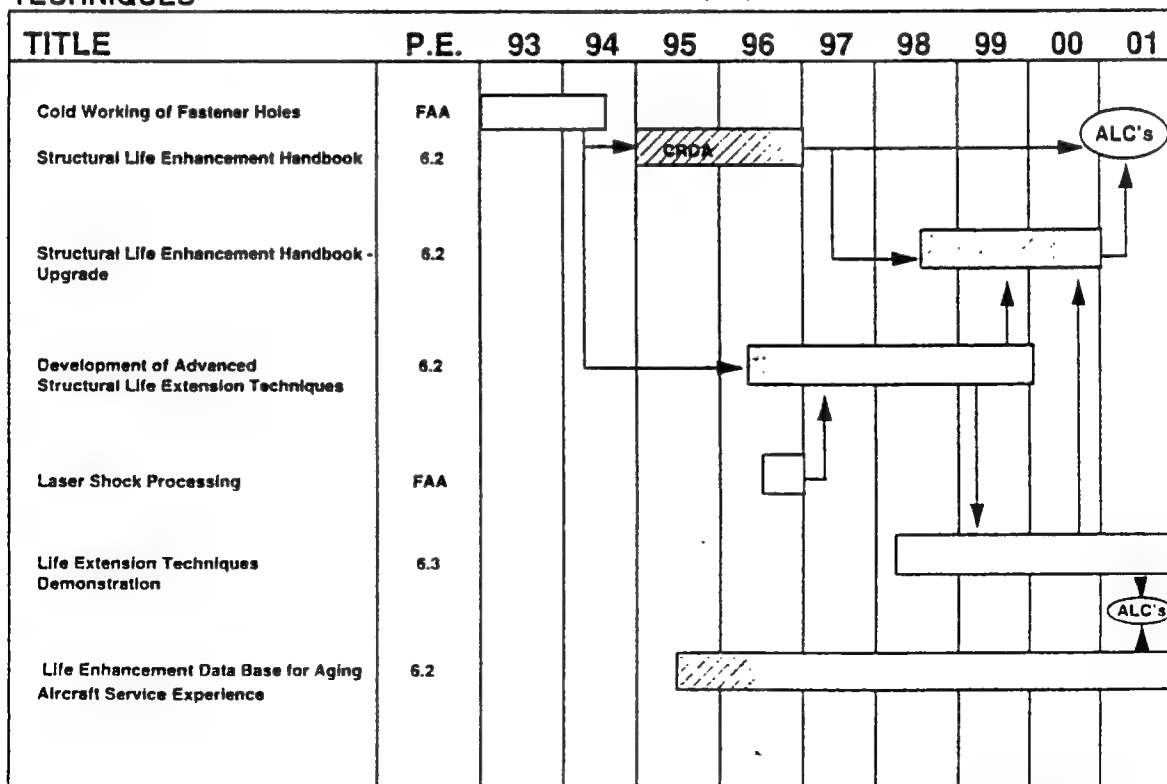 TECHNIQUES
TITLE P.E. 93 94 95 96 97 98 99 00 01
Cold Working of Fastener Holes FAA
ALC's
Structural Life Enhancement Handbook 6.2 CRDA
Structural Life Enhancement Handbook - 6.2
Upgrade
Development of Advanced 6.2
Structural Life Extension Techniques
Laser Shock Processing FAA
Life Extension Techniques 6.3
Demonstration
ALC's
Life Enhancement Data Base for Aging 6.2
Aircraft Service Experience